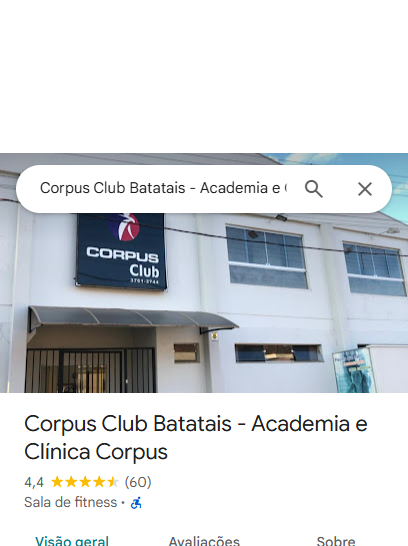 Corpus Club Batatais - Academia e C
CORPUS
Club
3761-3744
Corpus Club Batatais - Academia e
Clínica Corpus
4,4 (60)
Sala de fitness ·
Visão geral Avaliações Sobre